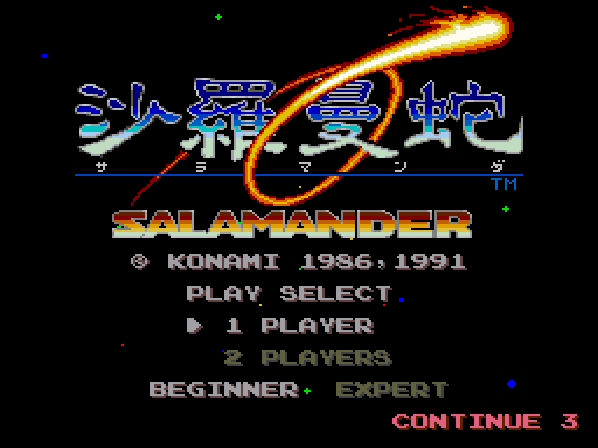 沙羅曼蛇
サラマンダ
TM
SALAMANDER
© KONAMI 1986,1991
PLAY SELECT
1 PLAYER
2 PLAYERS
BEGINNER EXPERT
CONTINUE 3